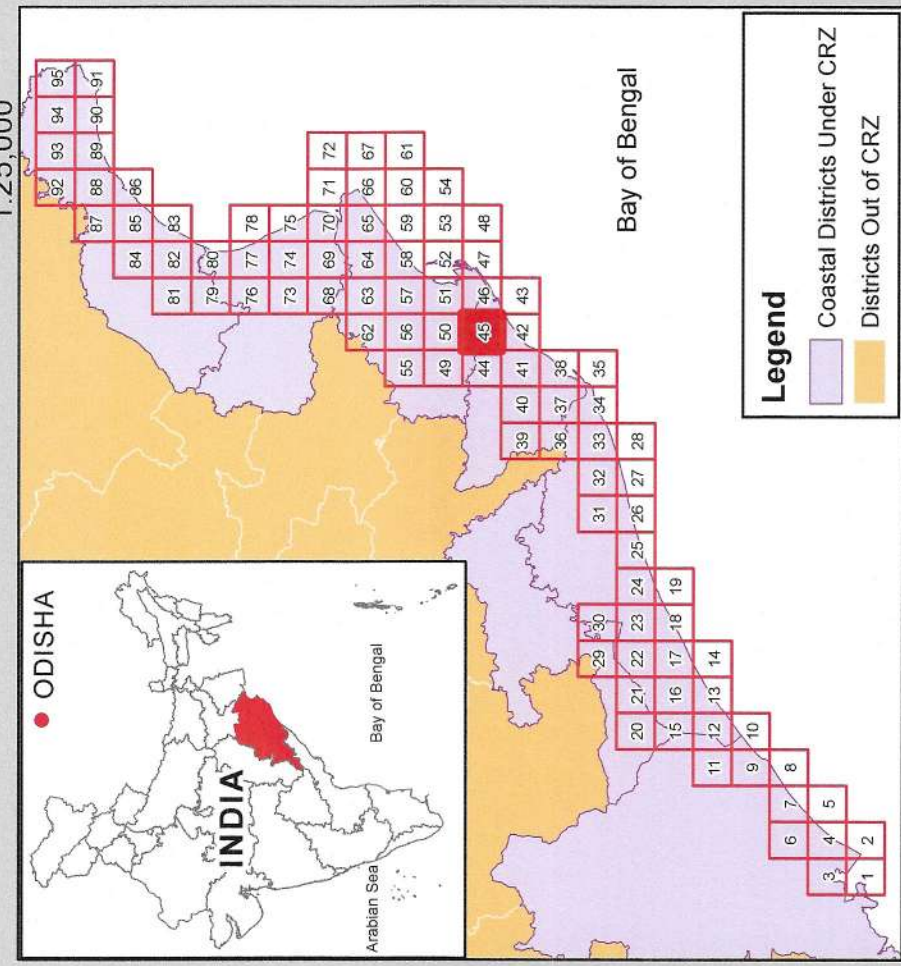 1:25,000
ODISHA
INDIA
Arabian Sea
Bay of Bengal
92 93 94 95
87 88 89 90 91
84 85 86
81 82 83
79 80
76 77 78
73 74 75
68 69 70 71 72
62 63 64 65 66 67
55 56 57 58 59 60 61
49 50 51 52 53 54
44 45 46 47 48
39 40 41 42 43
36 37 38
29 30 31 32 33 34 35
20 21 22 23 24 25 26 27 28
15 16 17 18 19
11 12 13 14
9 10
6 7 8
3 4 5
1 2
Bay of Bengal
Legend
Coastal Districts Under CRZ
Districts Out of CRZ